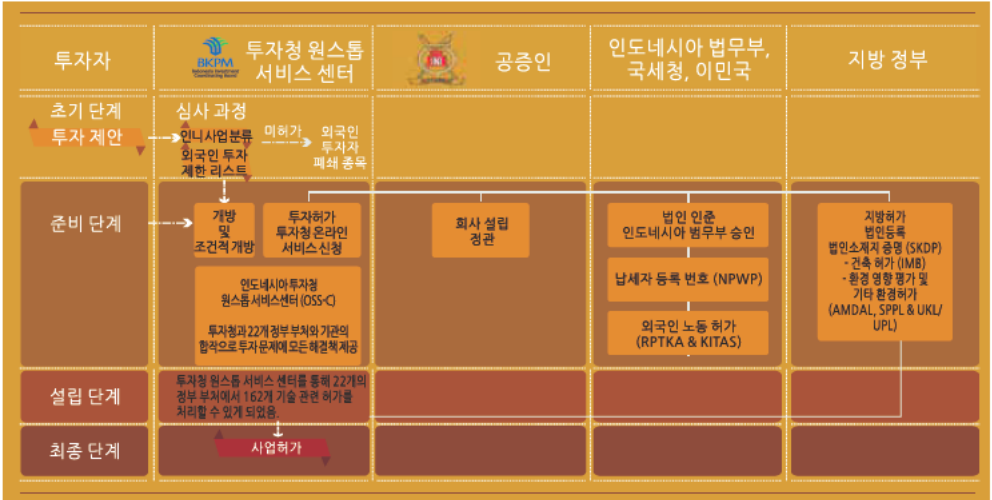 투자자
BKPM
Indonesia Investment
Coordinating Board
투자청 원스톱
서비스 센터
공증인
인도네시아 법무부,
국세청, 이민국
지방 정부
초기 단계
투자 제안
심사 과정
인니사업분류
외국인 투자
제한 리스트
미허가
외국인
투자자
폐쇄 종목
준비 단계
개방
및
조건적 개방
투자허가
투자청 온라인
서비스 신청
인도네시아 투자청
원스톱 서비스센터 (OSS-C)
투자청과 22개 정부 부처와 기관의
합작으로 투자 문제에 모든 해결책 제공
회사 설립
정관
법인 인준
인도네시아 법무부 승인
납세자 등록 번호 (NPWP)
외국인 노동 허가
(RPTKA & KITAS)
지방허가
법인등록
법인소재지 증명 (SKDP)
- 건축 허가 (IMB)
- 환경 영향 평가 및
기타 환경허가
(AMDAL, SPPL & UKL/
UPL)
설립 단계
투자청 원스톱 서비스 센터를 통해 22개의
정부 부처에서 162개 기술 관련 허가를
처리할 수 있게 되었음.
최종 단계
사업허가